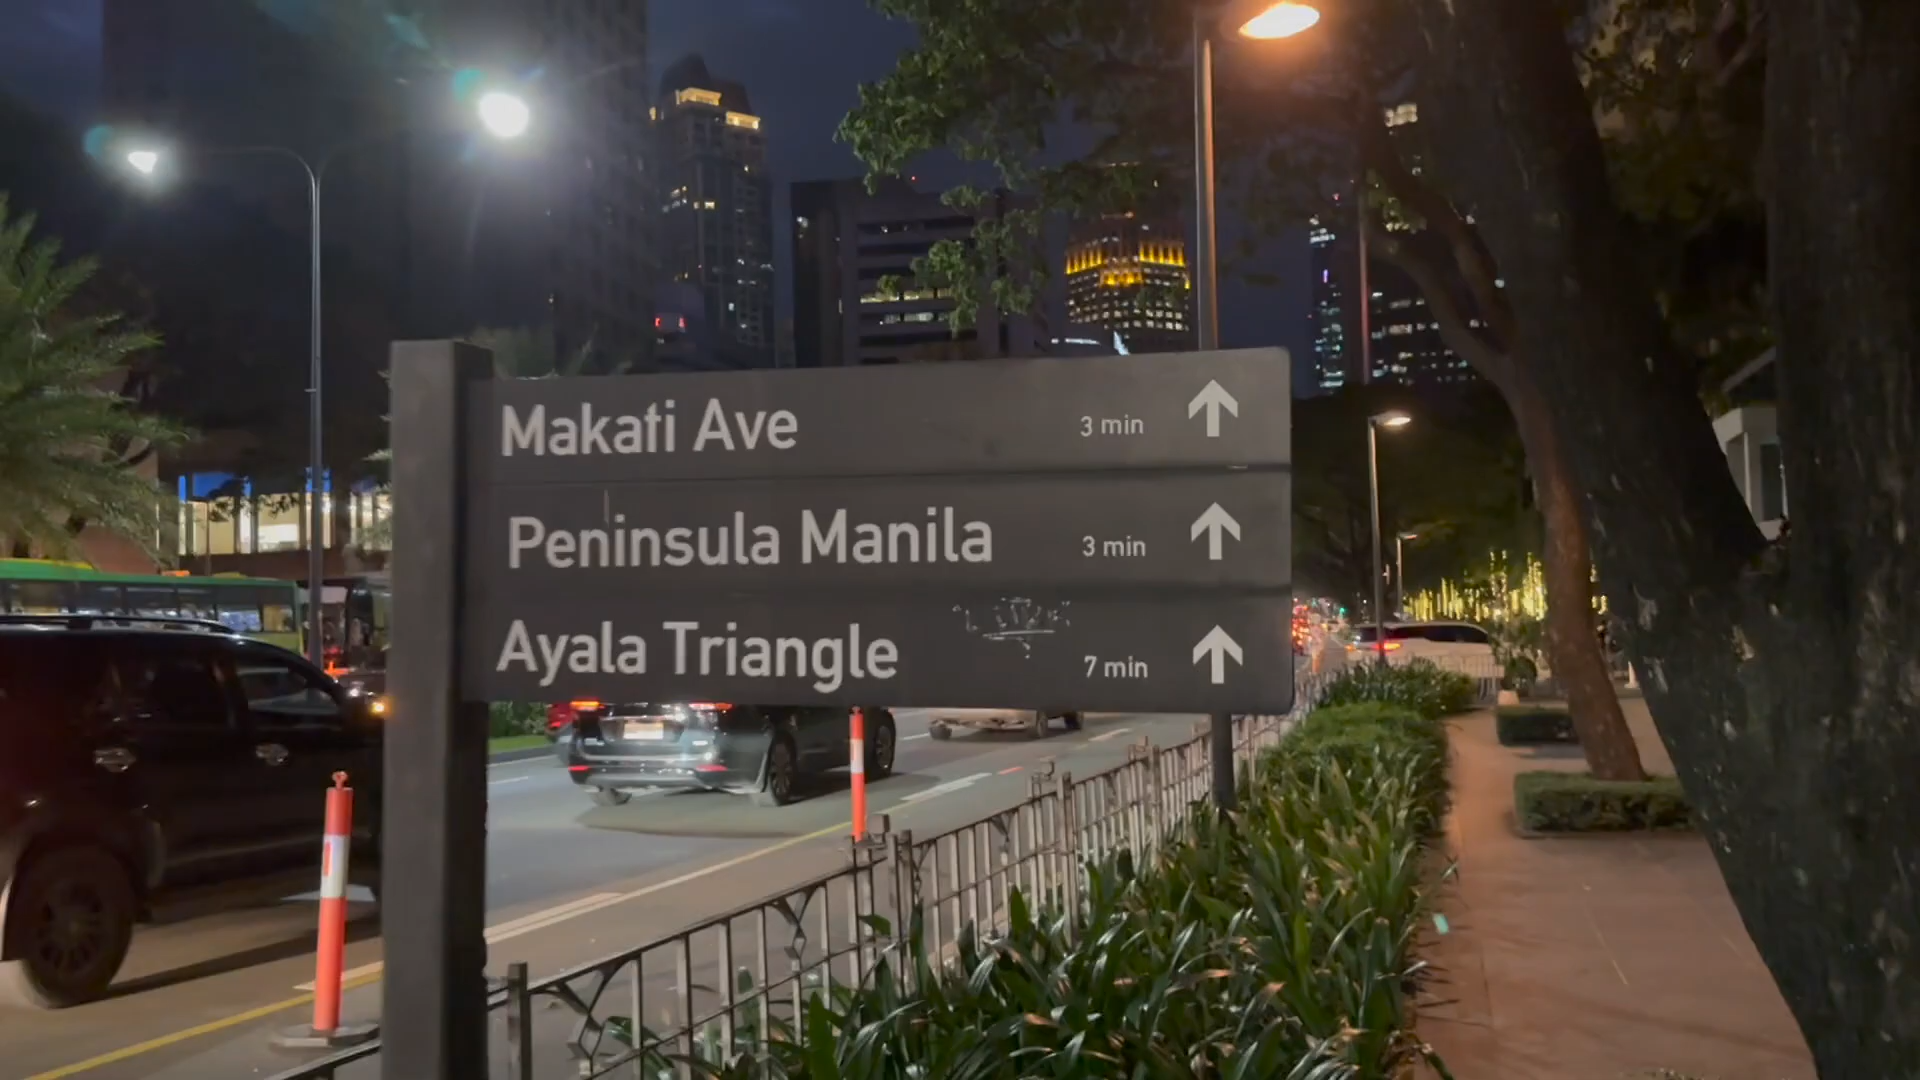 Makati Ave 3 min ↑
Peninsula Manila 3 min ↑
Ayala Triangle 7 min ↑